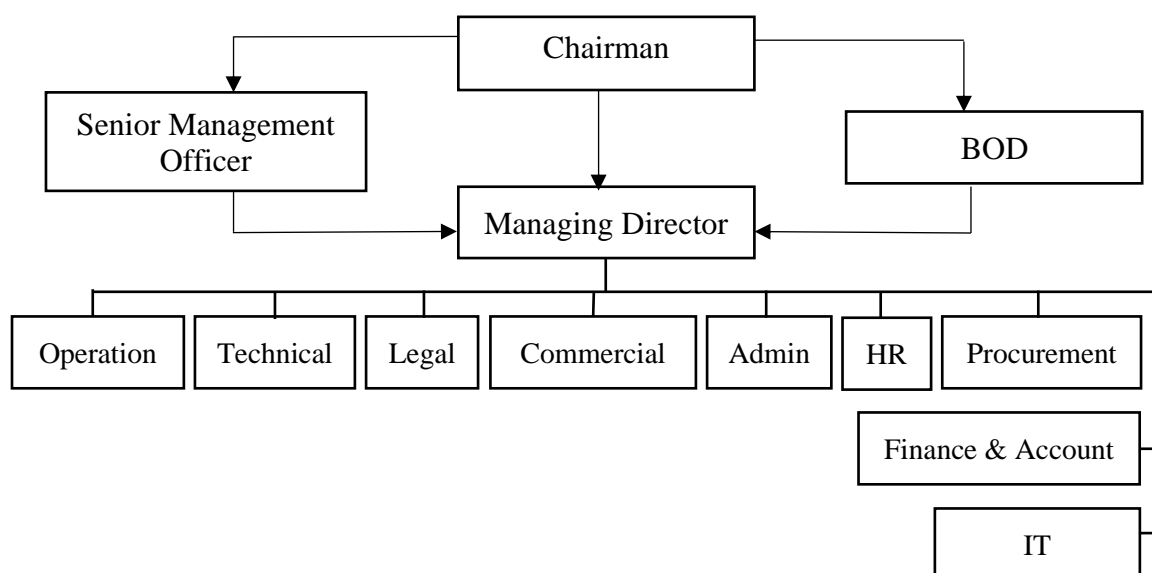 Chairman
Senior Management
Officer
BOD
Managing Director
Operation
Technical
Legal
Commercial
Admin
HR
Procurement
Finance & Account
IT